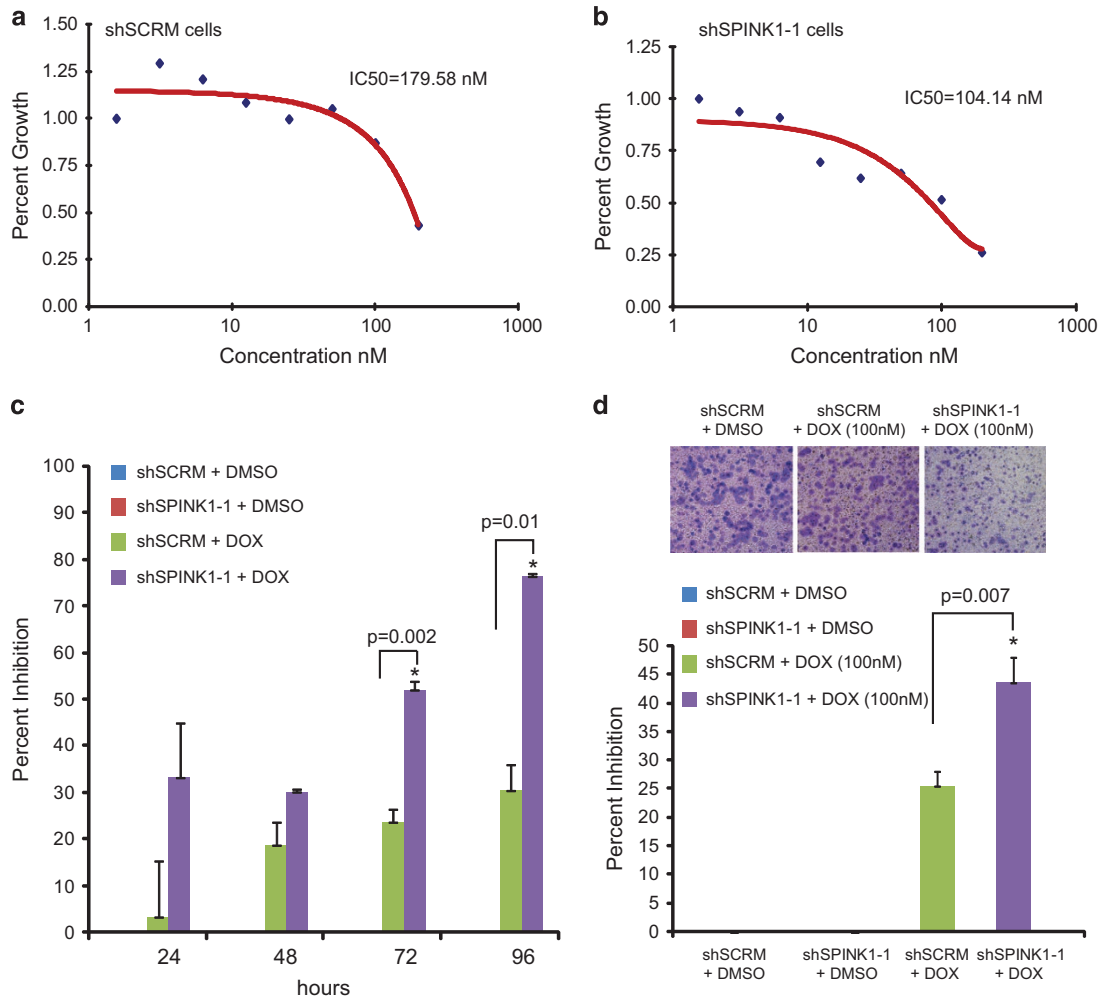 a
shSCRM cells
IC50=179.58 nM
Percent Growth
1.50
1.25
1.00
0.75
0.50
0.25
0.00
1
10
100
1000
Concentration nM
b
shSPINK1-1 cells
IC50=104.14 nM
Percent Growth
1.25
1.00
0.75
0.50
0.25
0.00
1
10
100
1000
Concentration nM
c
shSCRM + DMSO
shSPINK1-1 + DMSO
shSCRM + DOX
shSPINK1-1 + DOX
p=0.002
*
p=0.01
*
Percent Inhibition
100
90
80
70
60
50
40
30
20
10
0
24
48
72
96
hours
d
shSCRM
+ DMSO
shSCRM
+ DOX (100nM)
shSPINK1-1
+ DOX (100nM)
shSCRM + DMSO
shSPINK1-1 + DMSO
shSCRM + DOX (100nM)
shSPINK1-1 + DOX (100nM)
p=0.007
*
Percent Inhibition
50
45
40
35
30
25
20
15
10
5
0
shSCRM
+ DMSO
shSPINK1-1
+ DMSO
shSCRM
+ DOX
shSPINK1-1
+ DOX